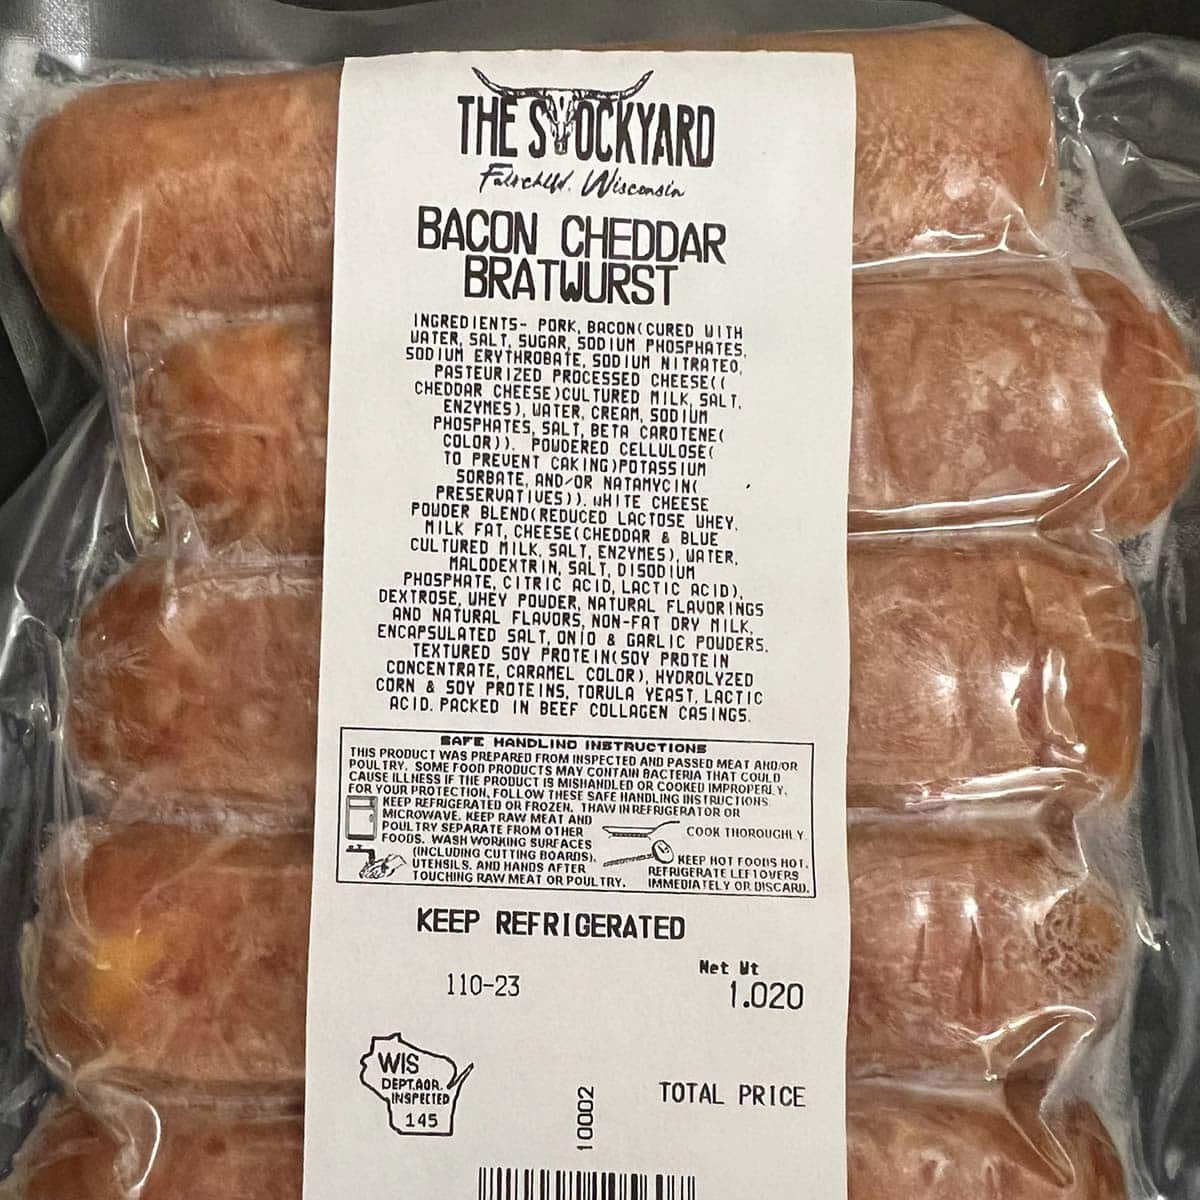 THE STOCKYARD
Fairchild, Wisconsin
BACON CHEDDAR
BRATWURST
INGREDIENTS- PORK, BACON(CURED WITH
WATER, SALT, SUGAR, SODIUM PHOSPHATES,
SODIUM ERYTHROBATE, SODIUM NITRATEO,
PASTEURIZED PROCESSED CHEESE((
CHEDDAR CHEESE)CULTURED MILK, SALT,
ENZYMES), WATER, CREAM, SODIUM
PHOSPHATES, SALT, BETA CAROTENE(
COLOR)). POWDERED CELLULOSE(
TO PREVENT CAKING)POTASSIUM
SORBATE, AND/OR NATAMYCIN(
PRESERVATIVES)). WHITE CHEESE
POWDER BLEND(REDUCED LACTOSE WHEY,
MILK FAT, CHEESE(CHEDDAR & BLUE
CULTURED MILK, SALT, ENZYMES), WATER,
MALODEXTRIN, SALT, DISODIUM
PHOSPHATE, CITRIC ACID, LACTIC ACID),
DEXTROSE, WHEY POWDER, NATURAL FLAVORINGS
AND NATURAL FLAVORS, NON-FAT DRY MILK,
ENCAPSULATED SALT, ONIO & GARLIC POWDERS,
TEXTURED SOY PROTEIN(SOY PROTEIN
CONCENTRATE, CARAMEL COLOR), HYDROLYZED
CORN & SOY PROTEINS, TORULA YEAST, LACTIC
ACID. PACKED IN BEEF COLLAGEN CASINGS.
SAFE HANDLING INSTRUCTIONS
THIS PRODUCT WAS PREPARED FROM INSPECTED AND PASSED MEAT AND/OR
POULTRY. SOME FOOD PRODUCTS MAY CONTAIN BACTERIA THAT COULD
CAUSE ILLNESS IF THE PRODUCT IS MISHANDLED OR COOKED IMPROPERLY.
FOR YOUR PROTECTION, FOLLOW THESE SAFE HANDLING INSTRUCTIONS.
KEEP REFRIGERATED OR FROZEN. THAW IN REFRIGERATOR OR
MICROWAVE. KEEP RAW MEAT AND
POULTRY SEPARATE FROM OTHER
FOODS. WASH WORKING SURFACES
(INCLUDING CUTTING BOARDS),
UTENSILS, AND HANDS AFTER
TOUCHING RAW MEAT OR POULTRY.
COOK THOROUGHLY.
KEEP HOT FOODS HOT.
REFRIGERATE LEFTOVERS
IMMEDIATELY OR DISCARD.
KEEP REFRIGERATED
110-23
Net Wt
1.020
WIS
DEPT.AGR.
INSPECTED
145
10002
TOTAL PRICE